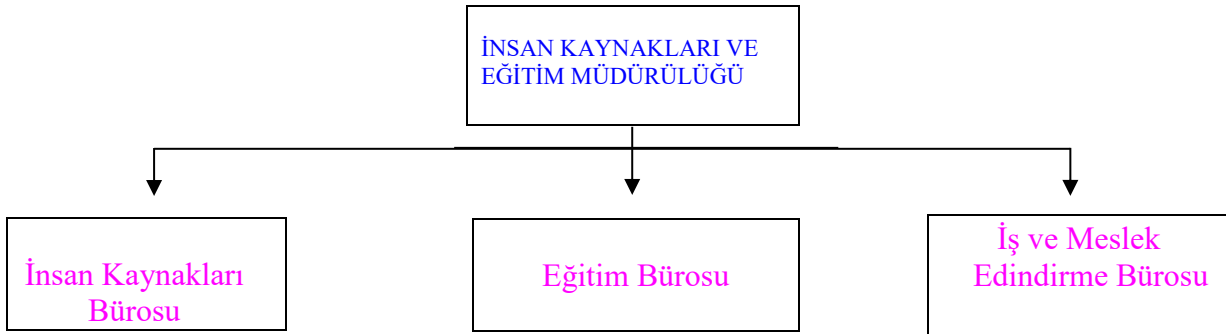 İNSAN KAYNAKLARI VE
EĞİTİM MÜDÜRÜLÜĞÜ
İnsan Kaynakları
Bürosu
Eğitim Bürosu
İş ve Meslek
Edindirme Bürosu